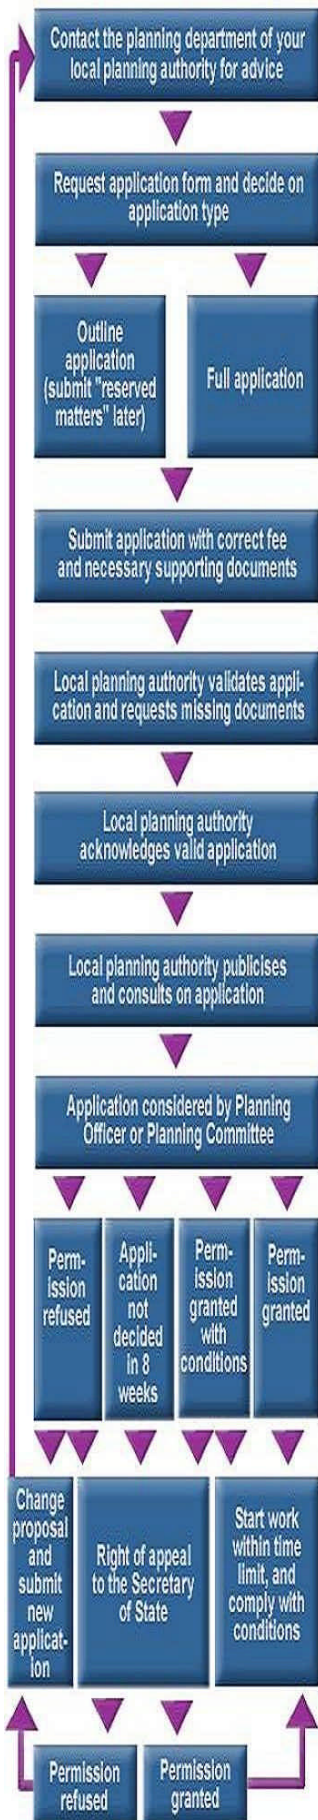 Contact the planning department of your
local planning authority for advice
Request application form and decide on
application type
Outline
application
(submit "reserved
matters" later)
Full application
Submit application with correct fee
and necessary supporting documents
Local planning authority validates appli-
cation and requests missing documents
Local planning authority
acknowledges valid application
Local planning authority publicises
and consults on application
Application considered by Planning
Officer or Planning Committee
Perm-
ission
refused
Appli-
cation
not
decided
in 8
weeks
Perm-
ission
granted
with
conditions
Perm-
ission
granted
Change
proposal
and
submit
new
applicat-
ion
Right of appeal
to the Secretary
of State
Start work
within time
limit, and
comply with
conditions
Permission
refused
Permission
granted